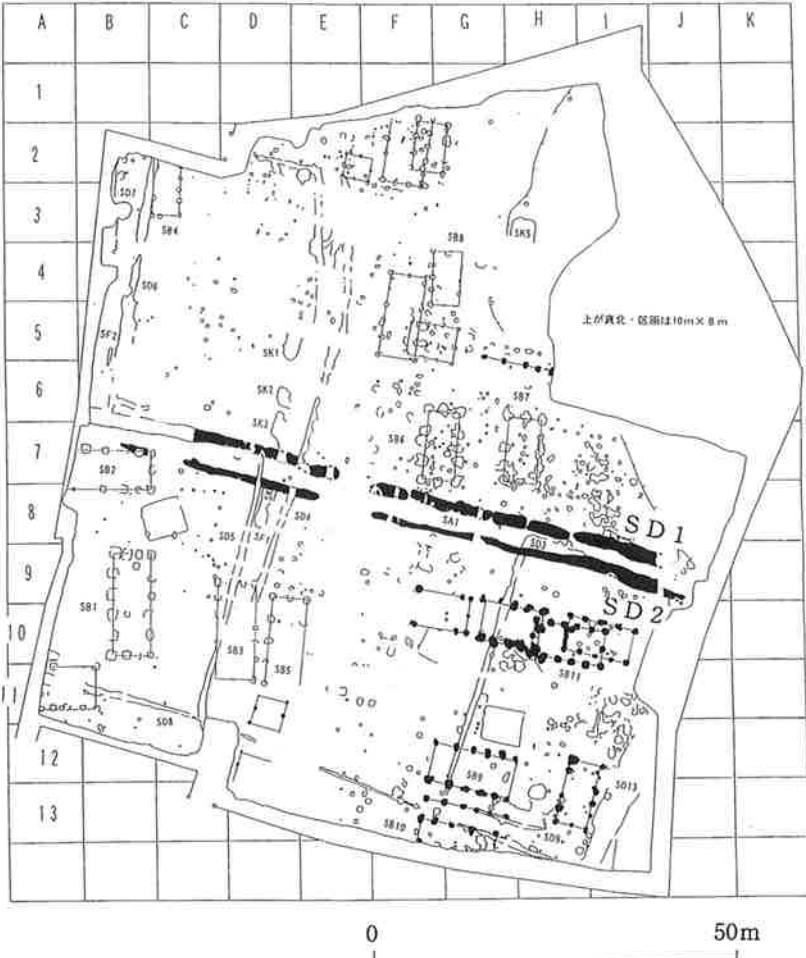 A B C D E F G H I J K
1
2
SD7
3
SB4
SK5
4
SB8
SD6
5
上が真北・区画は10m×8m
SF2
SK1
6
SK2
SB7
SK3
SB6
7
SB2
8
SD1
SA1
SD5
SD4
SD3
9
SD2
SB1
10
SB3
SB5
SB11
11
SD8
12
SB9
SD13
13
SB10
SD9
0 50m